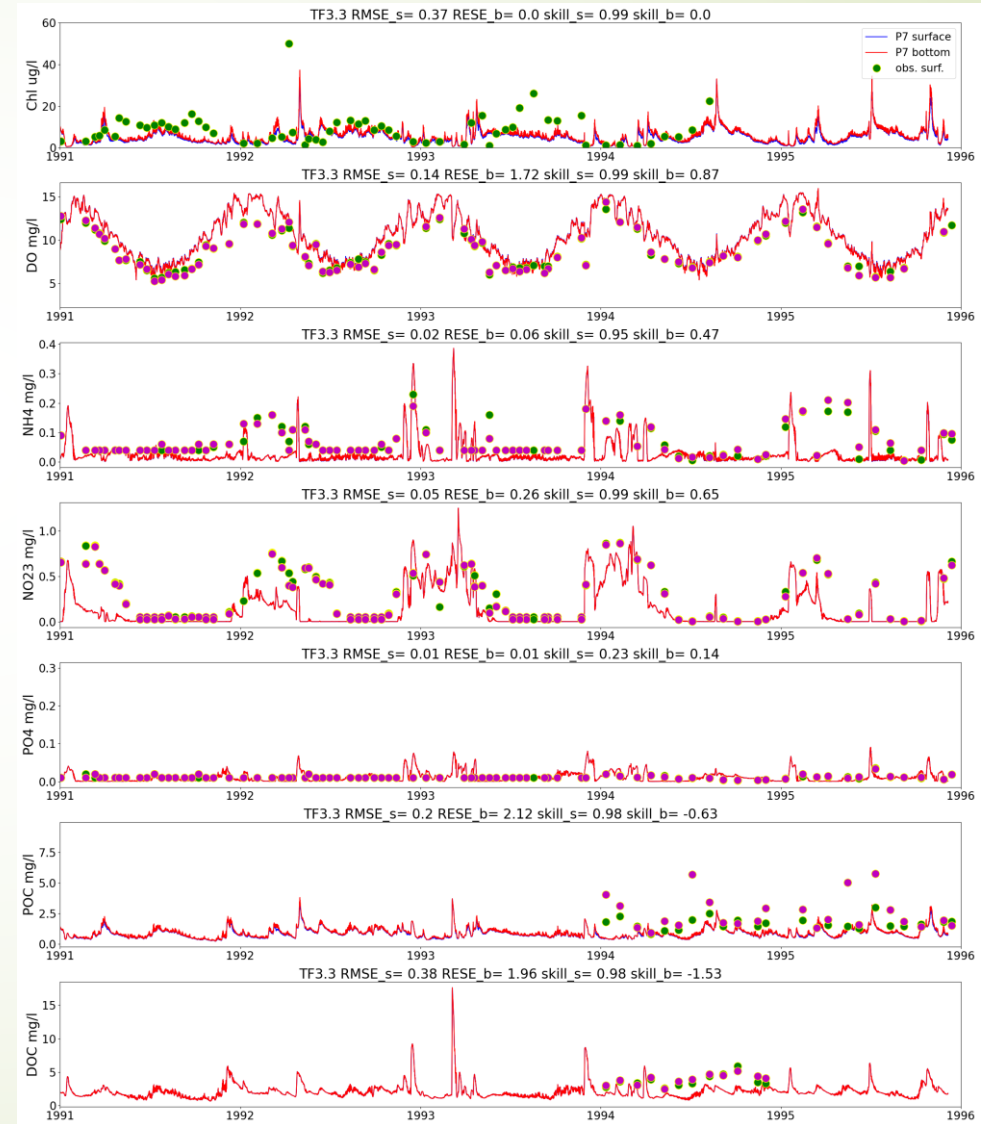 TF3.3 RMSE_s= 0.37 RESE_b= 0.0 skill_s= 0.99 skill_b= 0.0
Chl ug/l
60
40
20
0
P7 surface
P7 bottom
obs. surf.
1991 1992 1993 1994 1995 1996
TF3.3 RMSE_s= 0.14 RESE_b= 1.72 skill_s= 0.99 skill_b= 0.87
DO mg/l
15
10
5
1991 1992 1993 1994 1995 1996
TF3.3 RMSE_s= 0.02 RESE_b= 0.06 skill_s= 0.95 skill_b= 0.47
NH4 mg/l
0.4
0.3
0.2
0.1
0.0
1991 1992 1993 1994 1995 1996
TF3.3 RMSE_s= 0.05 RESE_b= 0.26 skill_s= 0.99 skill_b= 0.65
NO23 mg/l
1.0
0.5
0.0
1991 1992 1993 1994 1995 1996
TF3.3 RMSE_s= 0.01 RESE_b= 0.01 skill_s= 0.23 skill_b= 0.14
PO4 mg/l
0.3
0.2
0.1
0.0
1991 1992 1993 1994 1995 1996
TF3.3 RMSE_s= 0.2 RESE_b= 2.12 skill_s= 0.98 skill_b= -0.63
POC mg/l
7.5
5.0
2.5
0.0
1991 1992 1993 1994 1995 1996
TF3.3 RMSE_s= 0.38 RESE_b= 1.96 skill_s= 0.98 skill_b= -1.53
DOC mg/l
15
10
5
0
1991 1992 1993 1994 1995 1996